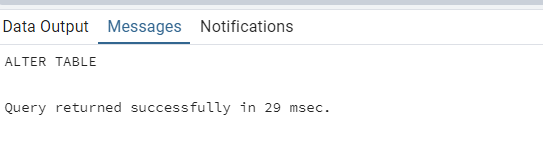 Data Output Messages Notifications
ALTER TABLE
Query returned successfully in 29 msec.